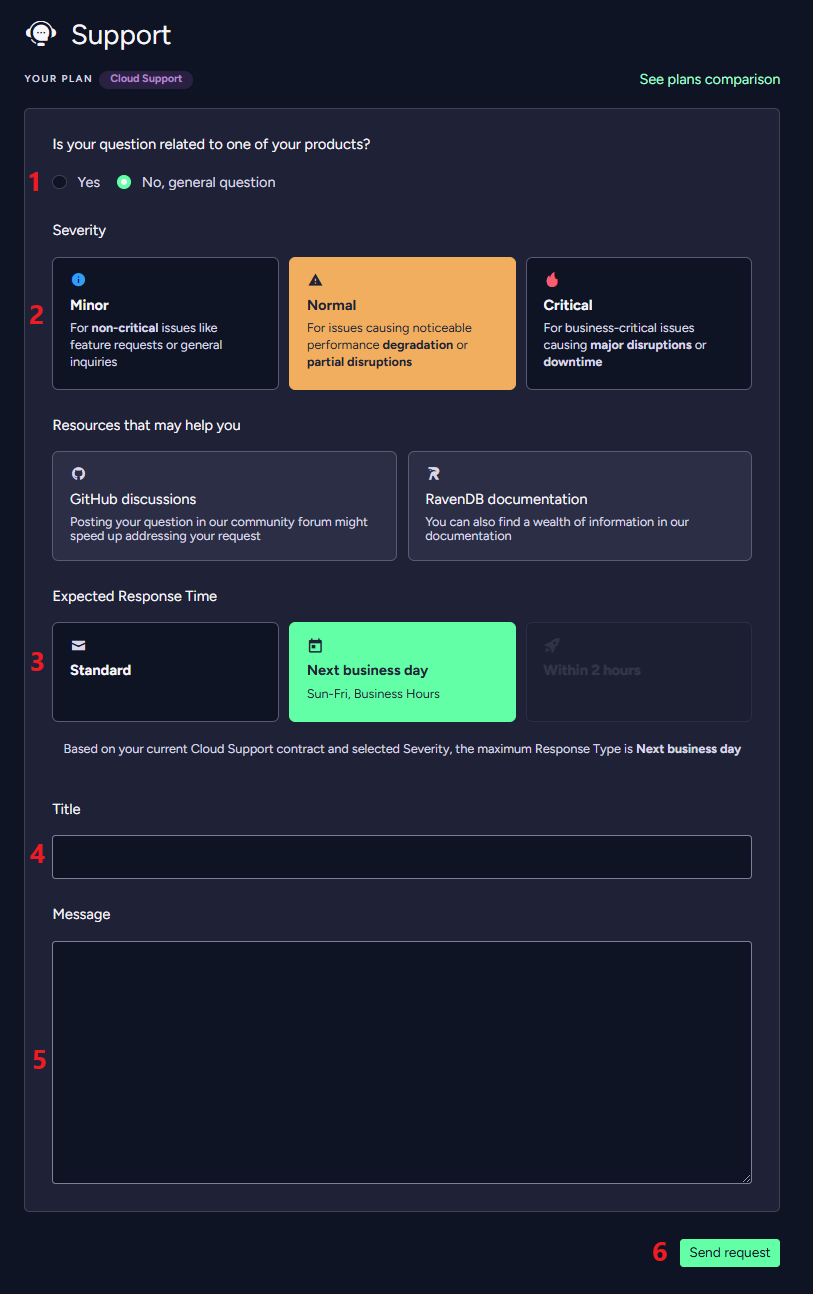 Support
YOUR PLAN Cloud Support See plans comparison
Is your question related to one of your products?
1 Yes No, general question
Severity
2
Minor
For non-critical issues like
feature requests or general
inquiries
Normal
For issues causing noticeable
performance degradation or
partial disruptions
Critical
For business-critical issues
causing major disruptions or
downtime
Resources that may help you
GitHub discussions
Posting your question in our community forum might
speed up addressing your request
RavenDB documentation
You can also find a wealth of information in our
documentation
Expected Response Time
3
Standard
Next business day
Sun-Fri, Business Hours
Within 2 hours
Based on your current Cloud Support contract and selected Severity, the maximum Response Type is Next business day
Title
4
Message
5
6 Send request